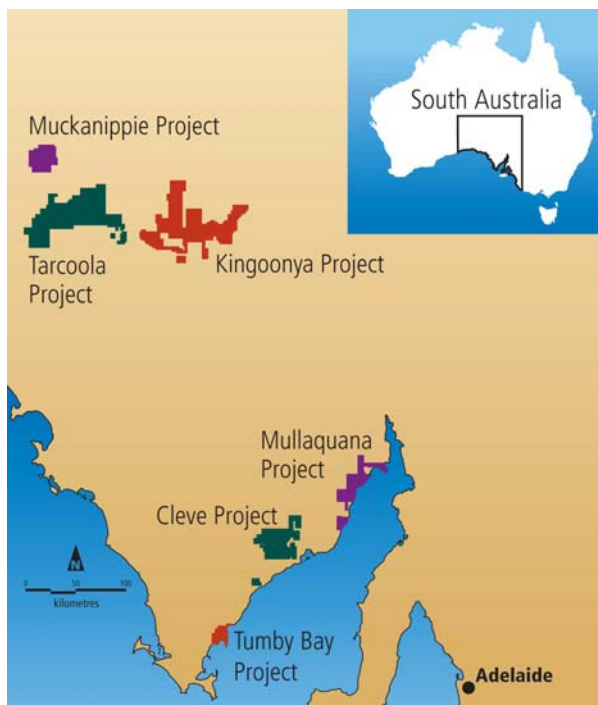 South Australia
Muckanippie Project
Tarcoola
Project
Kingoonya Project
Mullaquana
Project
Cleve Project
N
0 50 100
kilometres
Tumby Bay
Project
Adelaide